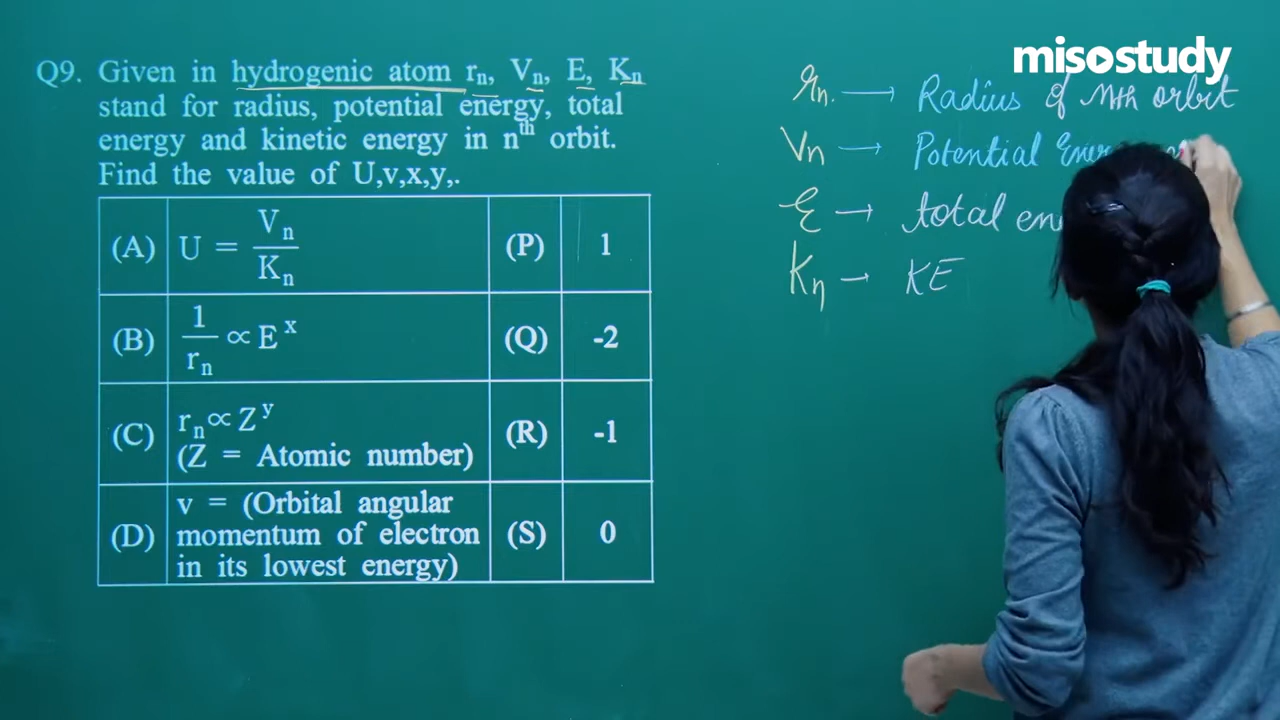 misostudy
Q9. Given in hydrogenic atom rn, Vn, E, Kn
stand for radius, potential energy, total
energy and kinetic energy in nth orbit.
Find the value of U,v,x,y,.
(A) U = Vn/Kn (P) 1
(B) 1/rn ∝ E^x (Q) -2
(C) rn ∝ Z^y (R) -1
(Z = Atomic number)
(D) v = (Orbital angular (S) 0
momentum of electron
in its lowest energy)
rn. → Radius of nth orbit
Vn → Potential
E → total
Kn → KE